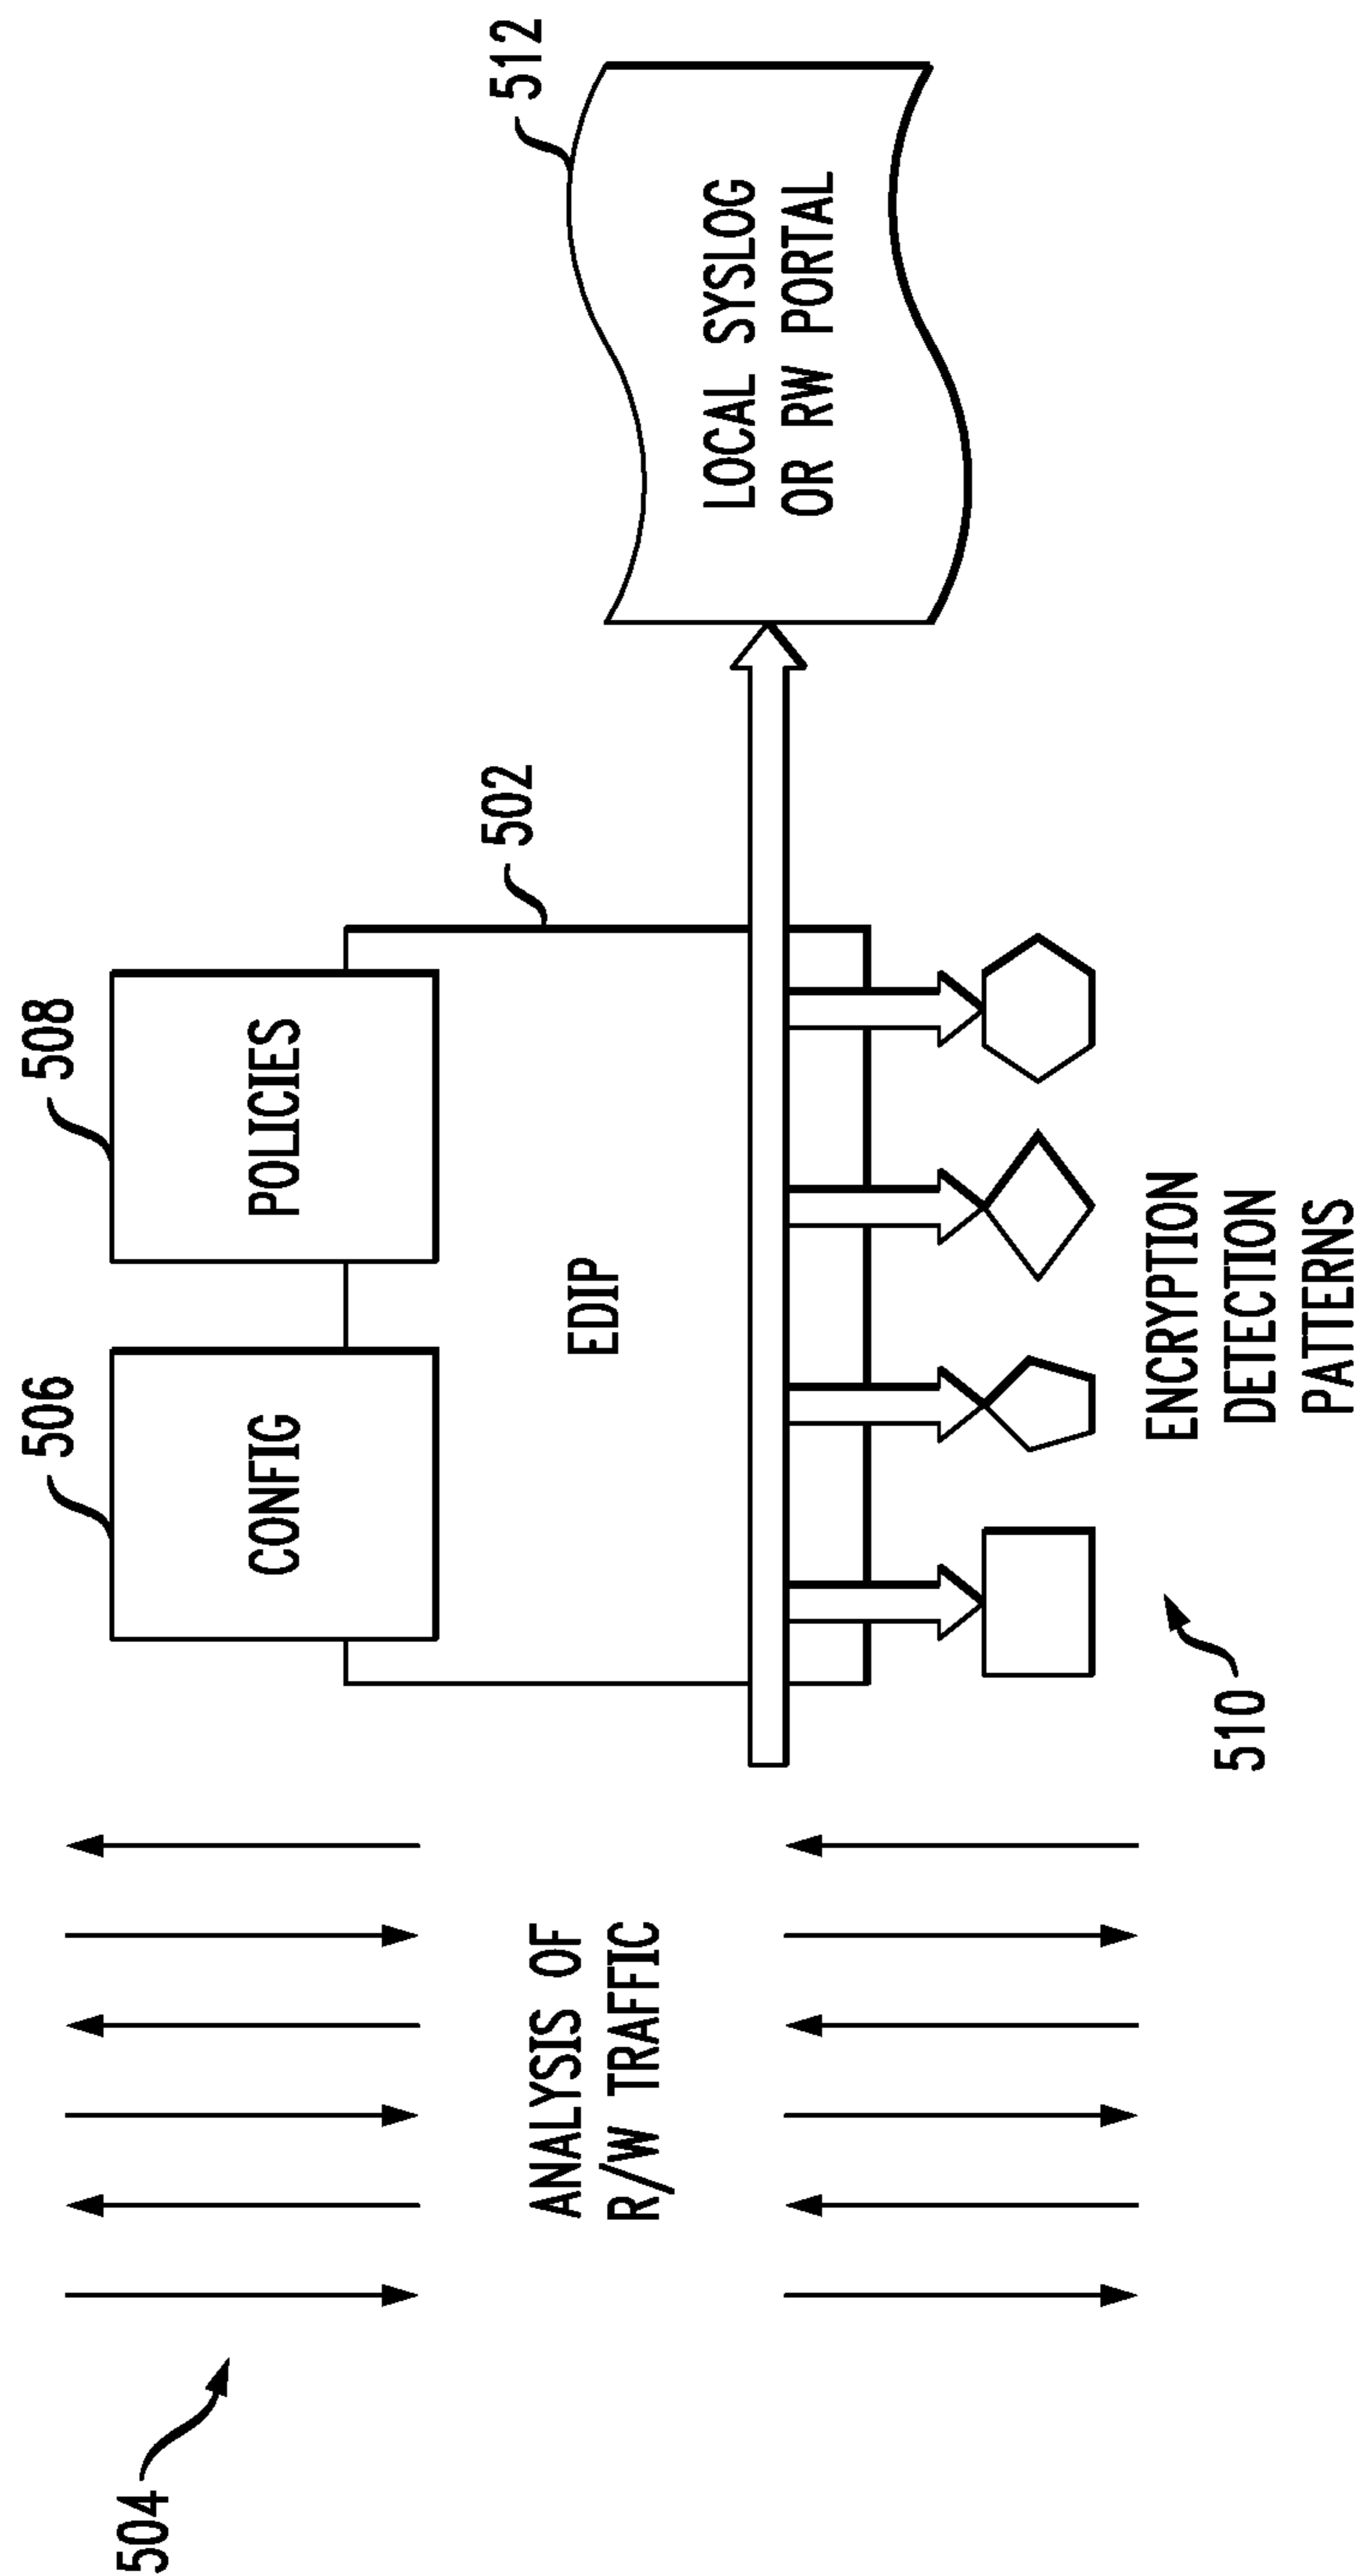 504
ANALYSIS OF
R/W TRAFFIC
506
CONFIG
508
POLICIES
502
EDIP
510
ENCRYPTION
DETECTION
PATTERNS
512
LOCAL SYSLOG
OR RW PORTAL